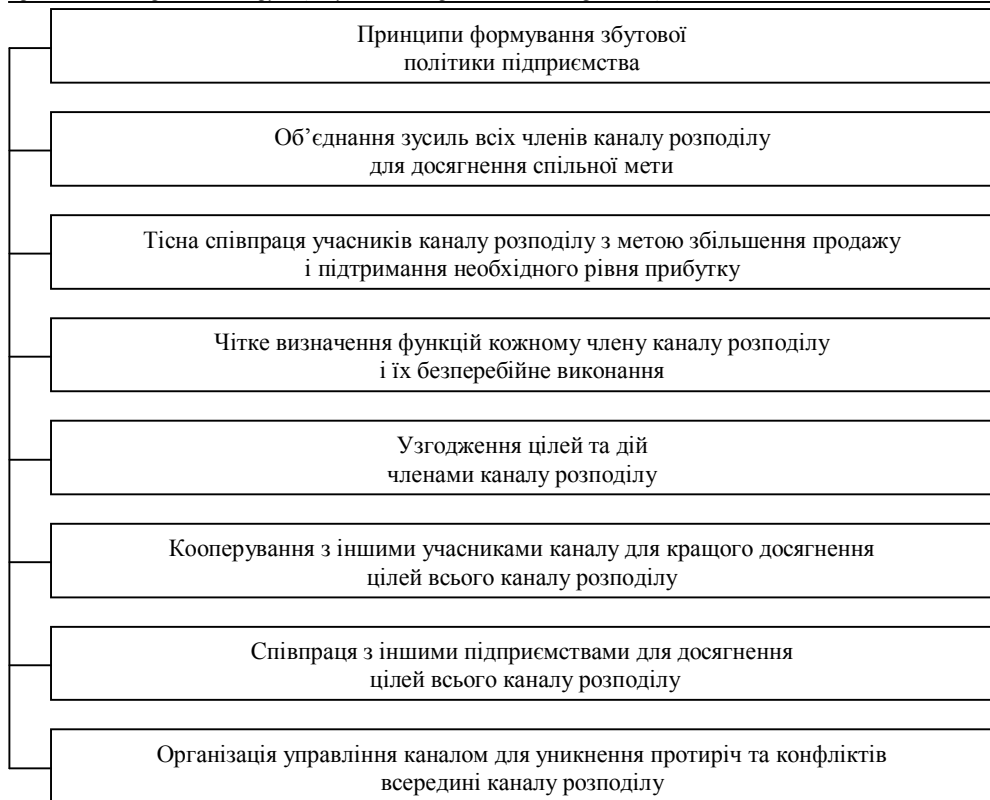 Принципи формування збутової
політики підприємства
Об’єднання зусиль всіх членів каналу розподілу
для досягнення спільної мети
Тісна співпраця учасників каналу розподілу з метою збільшення продажу
і підтримання необхідного рівня прибутку
Чітке визначення функцій кожному члену каналу розподілу
і їх безперебійне виконання
Узгодження цілей та дій
членами каналу розподілу
Кооперування з іншими учасниками каналу для кращого досягнення
цілей всього каналу розподілу
Співпраця з іншими підприємствами для досягнення
цілей всього каналу розподілу
Організація управління каналом для уникнення протиріч та конфліктів
всередині каналу розподілу